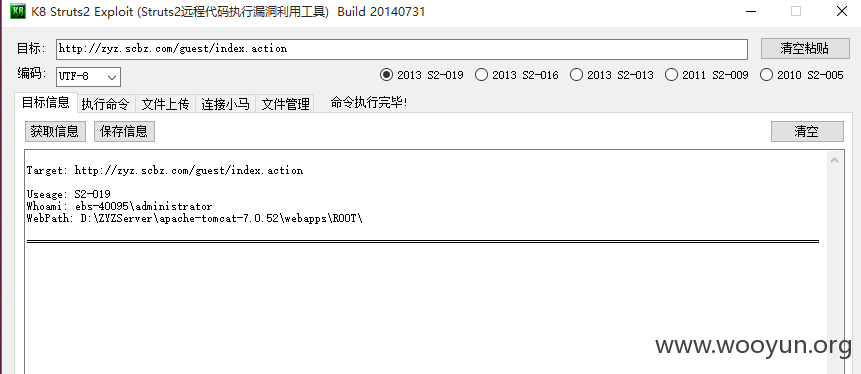 K8 Struts2 Exploit (Struts2远程代码执行漏洞利用工具) Build 20140731
目标: http://zyz.scbz.com/guest/index.action 清空粘贴
编码: UTF-8 2013 S2-019 2013 S2-016 2013 S2-013 2011 S2-009 2010 S2-005
目标信息 执行命令 文件上传 连接小马 文件管理 命令执行完毕!
获取信息 保存信息 清空
Target: http://zyz.scbz.com/guest/index.action
Useage: S2-019
Whoami: ebs-40095\administrator
WebPath: D:\ZYZServer\apache-tomcat-7.0.52\webapps\ROOT\
www.wooyun.org